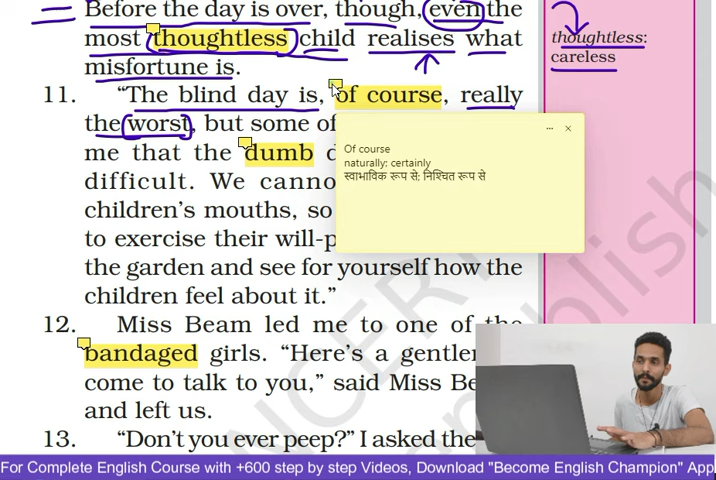 Before the day is over, though, even the
most thoughtless child realises what
misfortune is.
thoughtless:
careless
11. “The blind day is, of course, really
the worst, but some of
me that the dumb d
difficult. We canno
children's mouths, so
to exercise their will-p
the garden and see for yourself how the
children feel about it.”
Of course
naturally; certainly
स्वाभाविक रूप से; निश्चित रूप से
12. Miss Beam led me to one of the
bandaged girls. “Here's a gentle
come to talk to you,” said Miss Be
and left us.
13. “Don't you ever peep?” I asked the
For Complete English Course with +600 step by step Videos, Download "Become English Champion" App